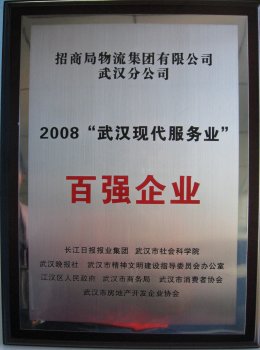 招商局物流集团有限公司
武汉分公司
2008“武汉现代服务业”
百强企业
长江日报报业集团 武汉市社会科学院
武汉晚报社 武汉市精神文明建设指导委员会办公室
江汉区人民政府 武汉市商务局 武汉市消费者协会
武汉市房地产开发企业协会